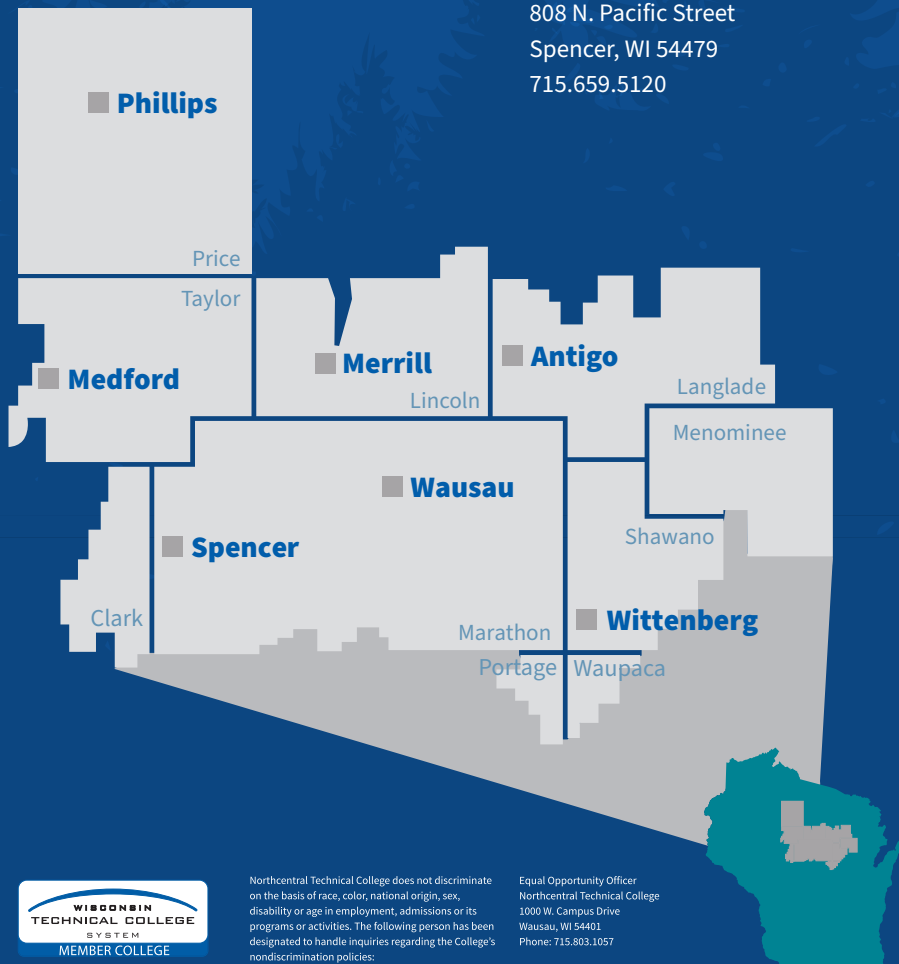 808 N. Pacific Street
Spencer, WI 54479
715.659.5120
Phillips
Price
Taylor
Medford
Merrill
Lincoln
Antigo
Langlade
Menominee
Wausau
Spencer
Shawano
Clark
Wittenberg
Marathon
Portage
Waupaca
WISCONSIN
TECHNICAL COLLEGE
SYSTEM
MEMBER COLLEGE
Northcentral Technical College does not discriminate
on the basis of race, color, national origin, sex,
disability or age in employment, admissions or its
programs or activities. The following person has been
designated to handle inquiries regarding the College's
nondiscrimination policies:
Equal Opportunity Officer
Northcentral Technical College
1000 W. Campus Drive
Wausau, WI 54401
Phone: 715.803.1057